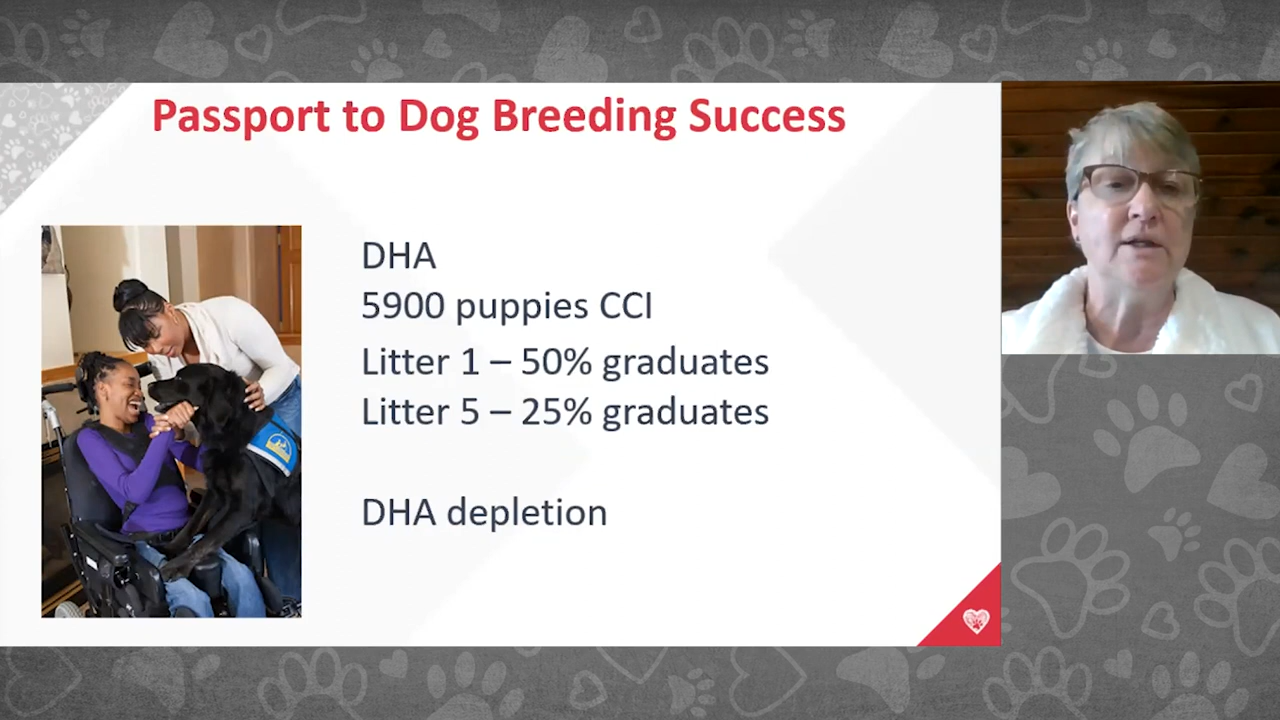 Passport to Dog Breeding Success
DHA
5900 puppies CCI
Litter 1 – 50% graduates
Litter 5 – 25% graduates
DHA depletion